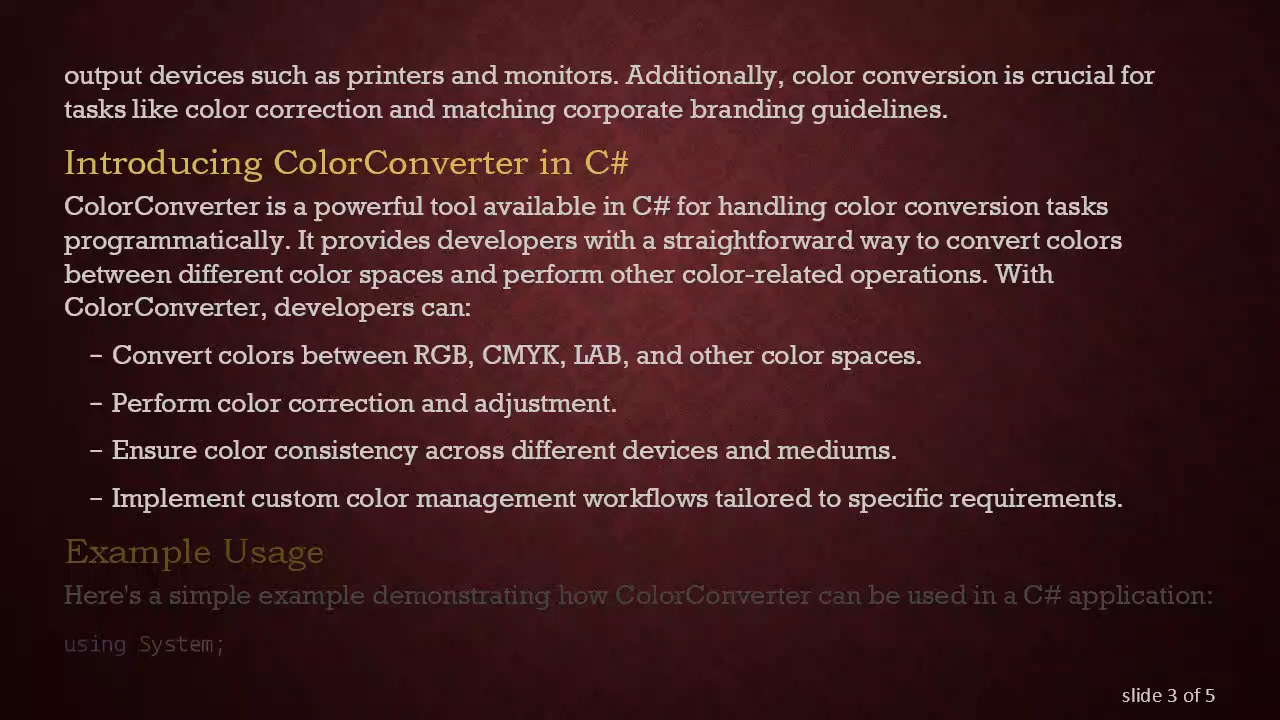 output devices such as printers and monitors. Additionally, color conversion is crucial for
tasks like color correction and matching corporate branding guidelines.
Introducing ColorConverter in C#
ColorConverter is a powerful tool available in C# for handling color conversion tasks
programmatically. It provides developers with a straightforward way to convert colors
between different color spaces and perform other color-related operations. With
ColorConverter, developers can:
– Convert colors between RGB, CMYK, LAB, and other color spaces.
– Perform color correction and adjustment.
– Ensure color consistency across different devices and mediums.
– Implement custom color management workflows tailored to specific requirements.
Example Usage
Here's a simple example demonstrating how ColorConverter can be used in a C# application:
using System;
slide 3 of 5